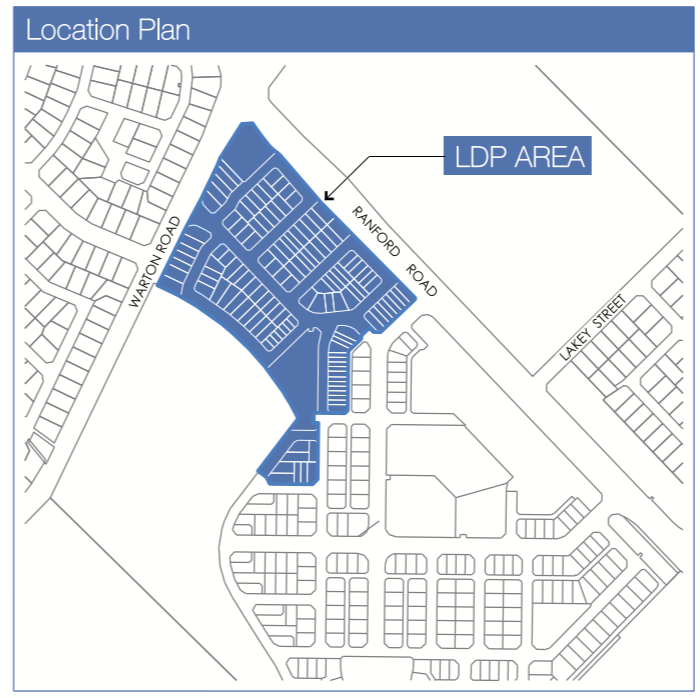 Location Plan
LDP AREA
RANFORD ROAD
WARTON ROAD
LAKEY STREET